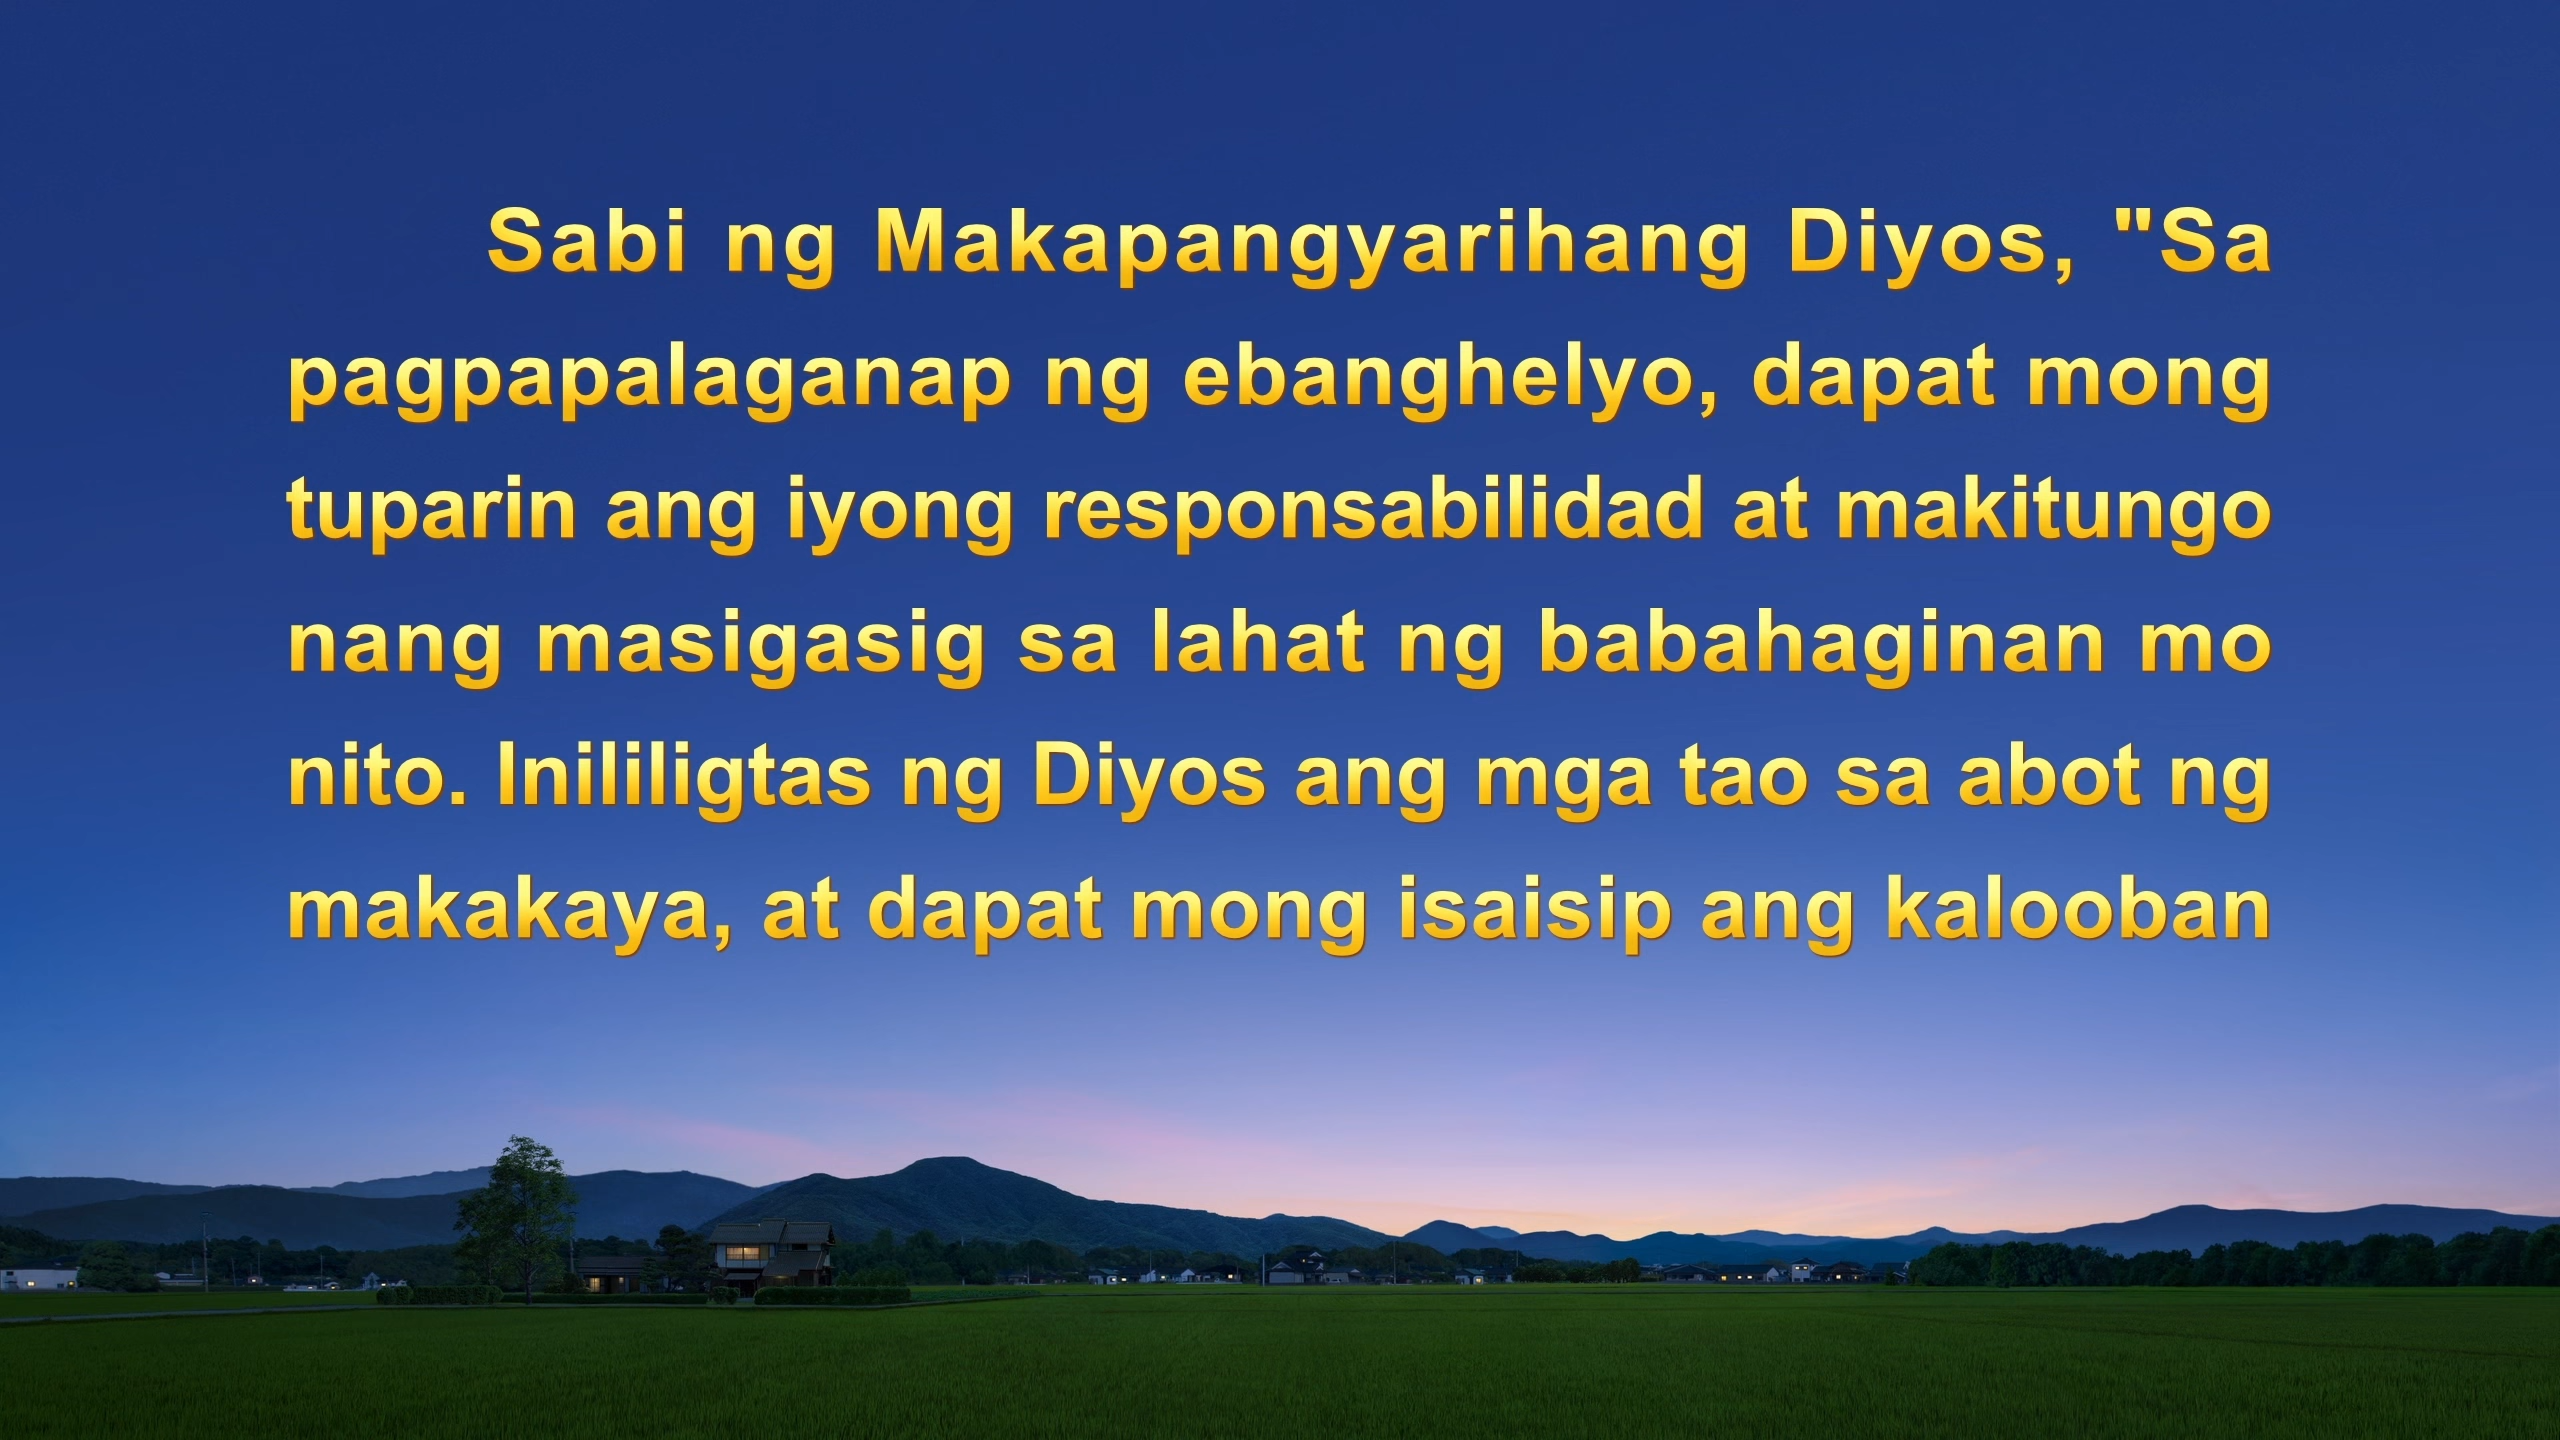 Sabi ng Makapangyarihang Diyos, "Sa
pagpapalaganap ng ebanghelyo, dapat mong
tuparin ang iyong responsabilidad at makitungo
nang masigasig sa lahat ng babahaginan mo
nito. Inililigtas ng Diyos ang mga tao sa abot ng
makakaya, at dapat mong isaisip ang kalooban